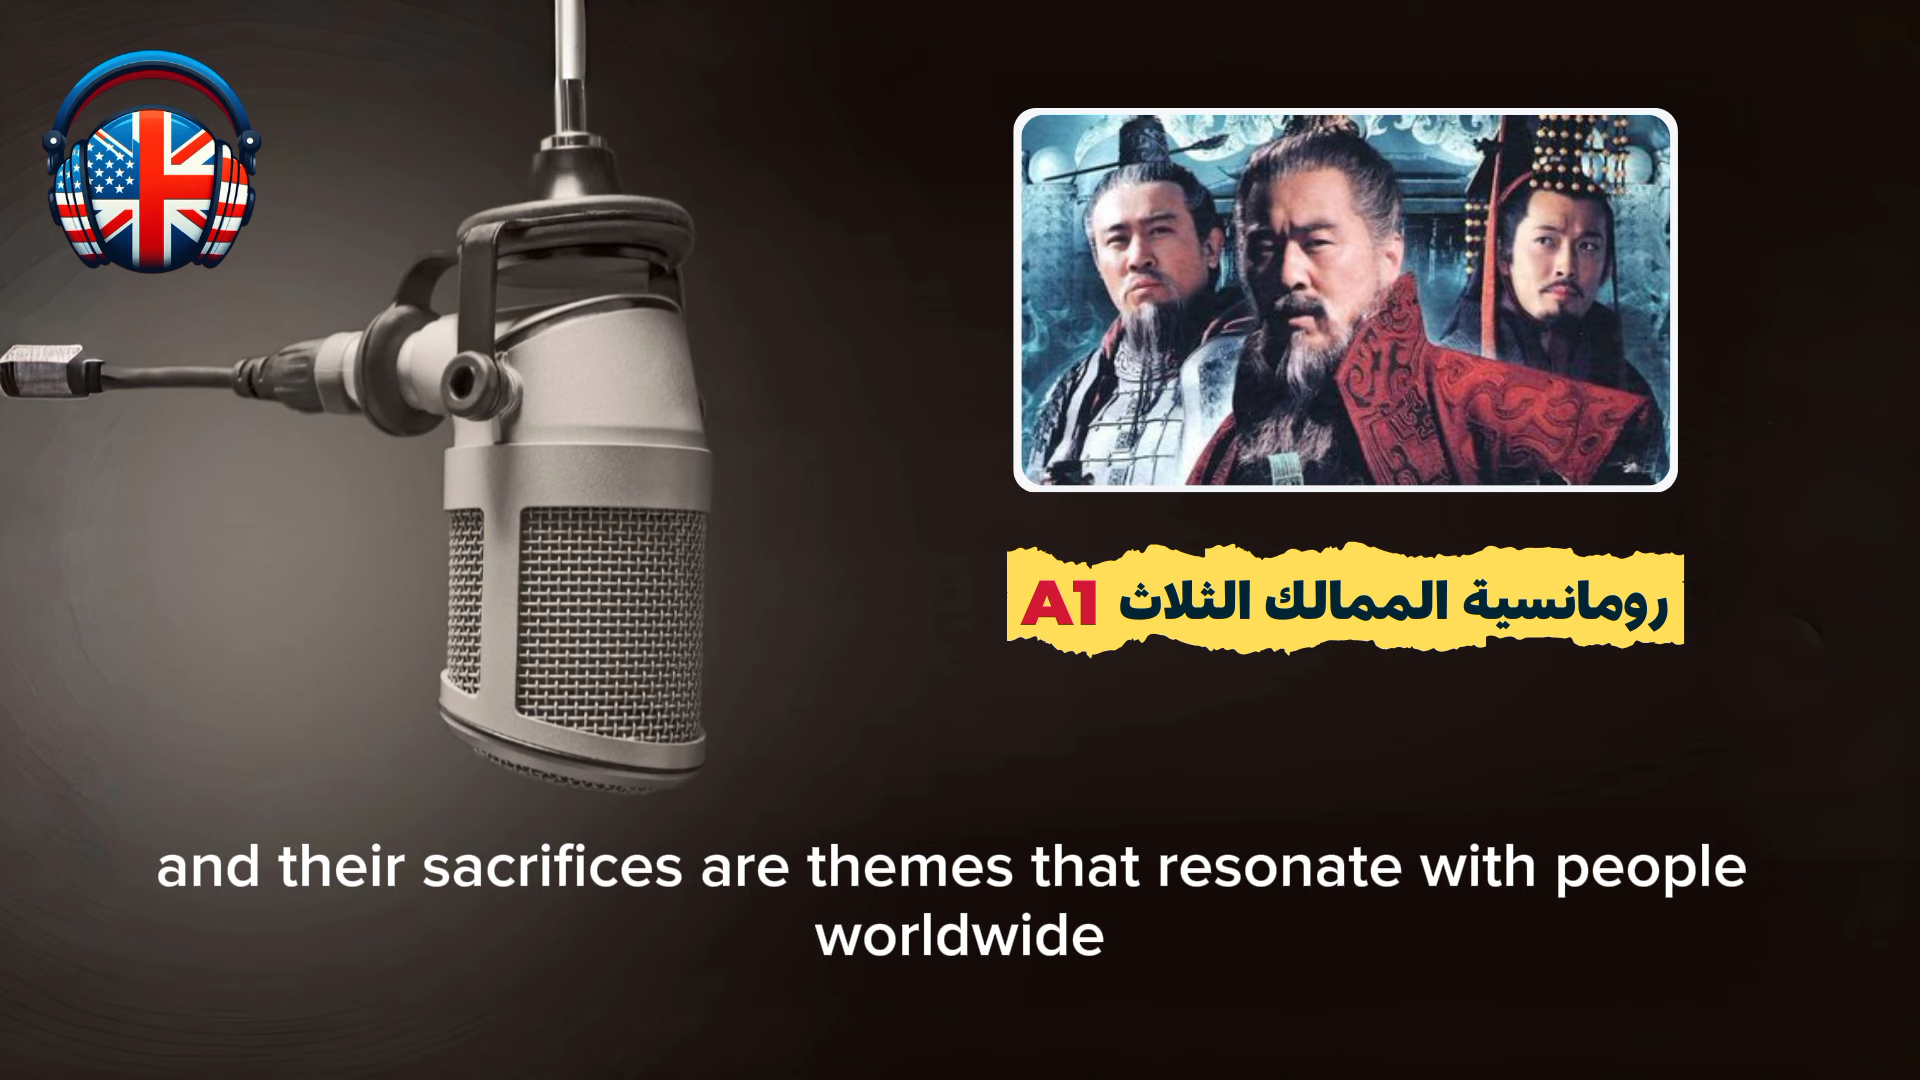 رومانسية الممالك الثلاث A1
and their sacrifices are themes that resonate with people
worldwide